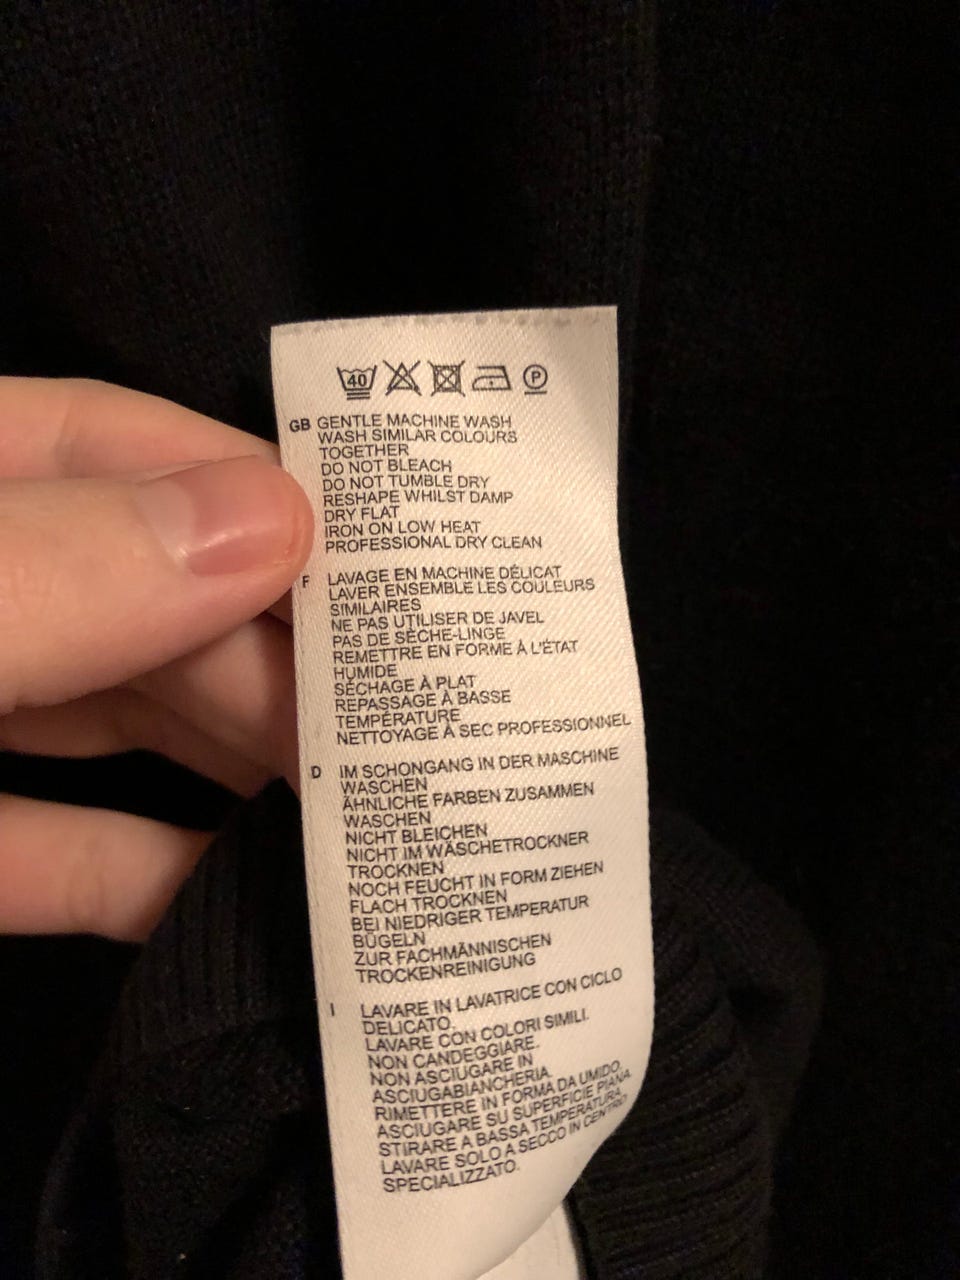 40 P
GB GENTLE MACHINE WASH
WASH SIMILAR COLOURS
TOGETHER
DO NOT BLEACH
DO NOT TUMBLE DRY
RESHAPE WHILST DAMP
DRY FLAT
IRON ON LOW HEAT
PROFESSIONAL DRY CLEAN
F LAVAGE EN MACHINE DÉLICAT
LAVER ENSEMBLE LES COULEURS
SIMILAIRES
NE PAS UTILISER DE JAVEL
PAS DE SÈCHE-LINGE
REMETTRE EN FORME À L'ÉTAT
HUMIDE
SÉCHAGE À PLAT
REPASSAGE À BASSE
TEMPÉRATURE
NETTOYAGE À SEC PROFESSIONNEL
D IM SCHONGANG IN DER MASCHINE
WASCHEN
ÄHNLICHE FARBEN ZUSAMMEN
WASCHEN
NICHT BLEICHEN
NICHT IM WÄSCHETROCKNER
TROCKNEN
NOCH FEUCHT IN FORM ZIEHEN
FLACH TROCKNEN
BEI NIEDRIGER TEMPERATUR
BÜGELN
ZUR FACHMÄNNISCHEN
TROCKENREINIGUNG
I LAVARE IN LAVATRICE CON CICLO
DELICATO.
LAVARE CON COLORI SIMILI.
NON CANDEGGIARE.
NON ASCIUGARE IN
ASCIUGABIANCHERIA.
RIMETTERE IN FORMA DA UMIDO.
ASCIUGARE SU SUPERFICIE PIANA.
STIRARE A BASSA TEMPERATURA.
LAVARE SOLO A SECCO IN CENTRO
SPECIALIZZATO.